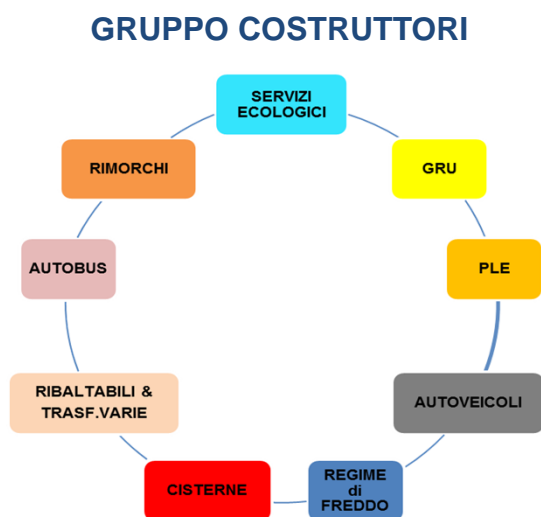 GRUPPO COSTRUTTORI
SERVIZI
ECOLOGICI
GRU
PLE
AUTOVEICOLI
REGIME
di
FREDDO
CISTERNE
RIBALTABILI &
TRASF.VARIE
AUTOBUS
RIMORCHI